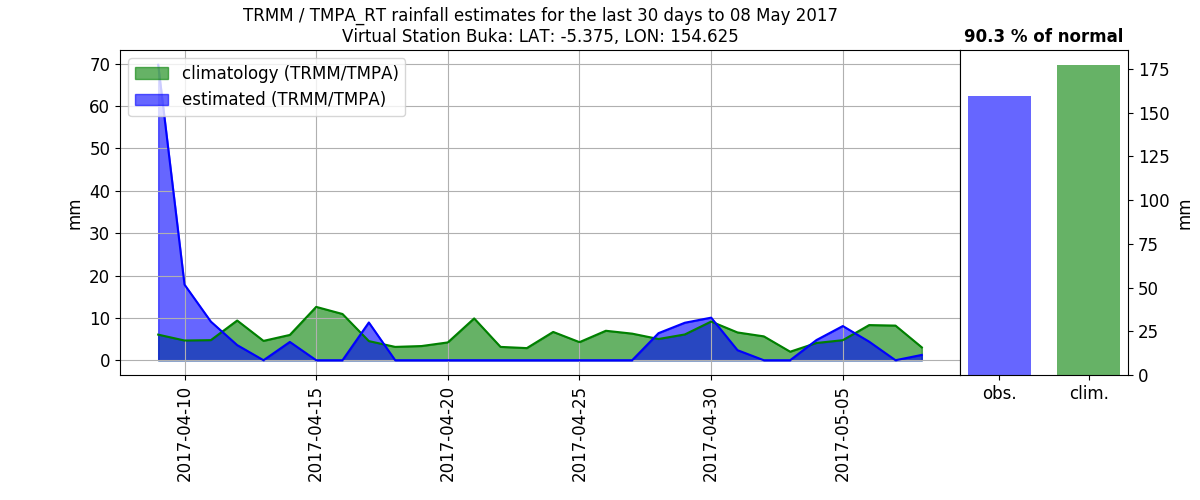 TRMM / TMPA_RT rainfall estimates for the last 30 days to 08 May 2017
Virtual Station Buka: LAT: -5.375, LON: 154.625
90.3 % of normal
climatology (TRMM/TMPA)
estimated (TRMM/TMPA)
70
60
50
40
30
20
10
0
mm
2017-04-10
2017-04-15
2017-04-20
2017-04-25
2017-04-30
2017-05-05
175
150
125
100
75
50
25
0
mm
obs.
clim.